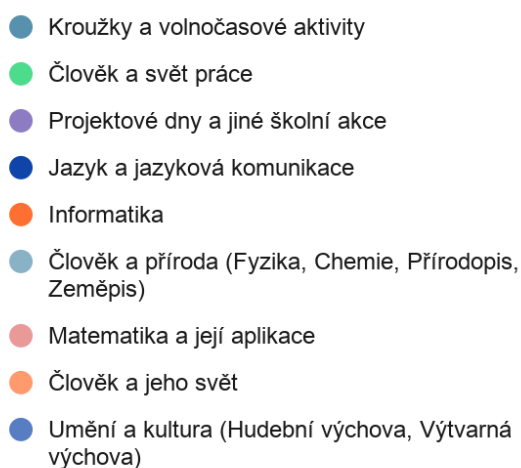 Kroužky a volnočasové aktivity
Člověk a svět práce
Projektové dny a jiné školní akce
Jazyk a jazyková komunikace
Informatika
Člověk a příroda (Fyzika, Chemie, Přírodopis,
Zeměpis)
Matematika a její aplikace
Člověk a jeho svět
Umění a kultura (Hudební výchova, Výtvarná
výchova)